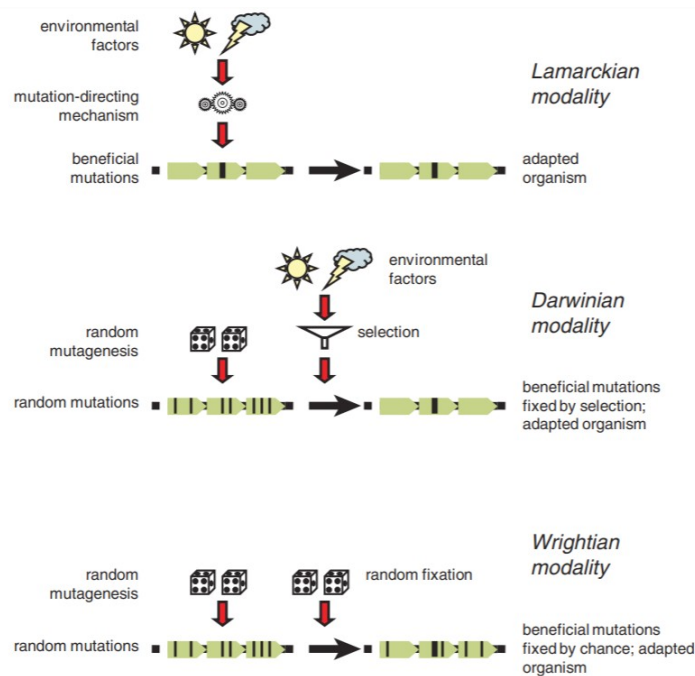 environmental
factors
Lamarckian
modality
mutation-directing
mechanism
beneficial
mutations
adapted
organism
environmental
factors
Darwinian
modality
random
mutagenesis
selection
random mutations
beneficial mutations
fixed by selection;
adapted organism
Wrightian
modality
random
mutagenesis
random fixation
random mutations
beneficial mutations
fixed by chance; adapted
organism